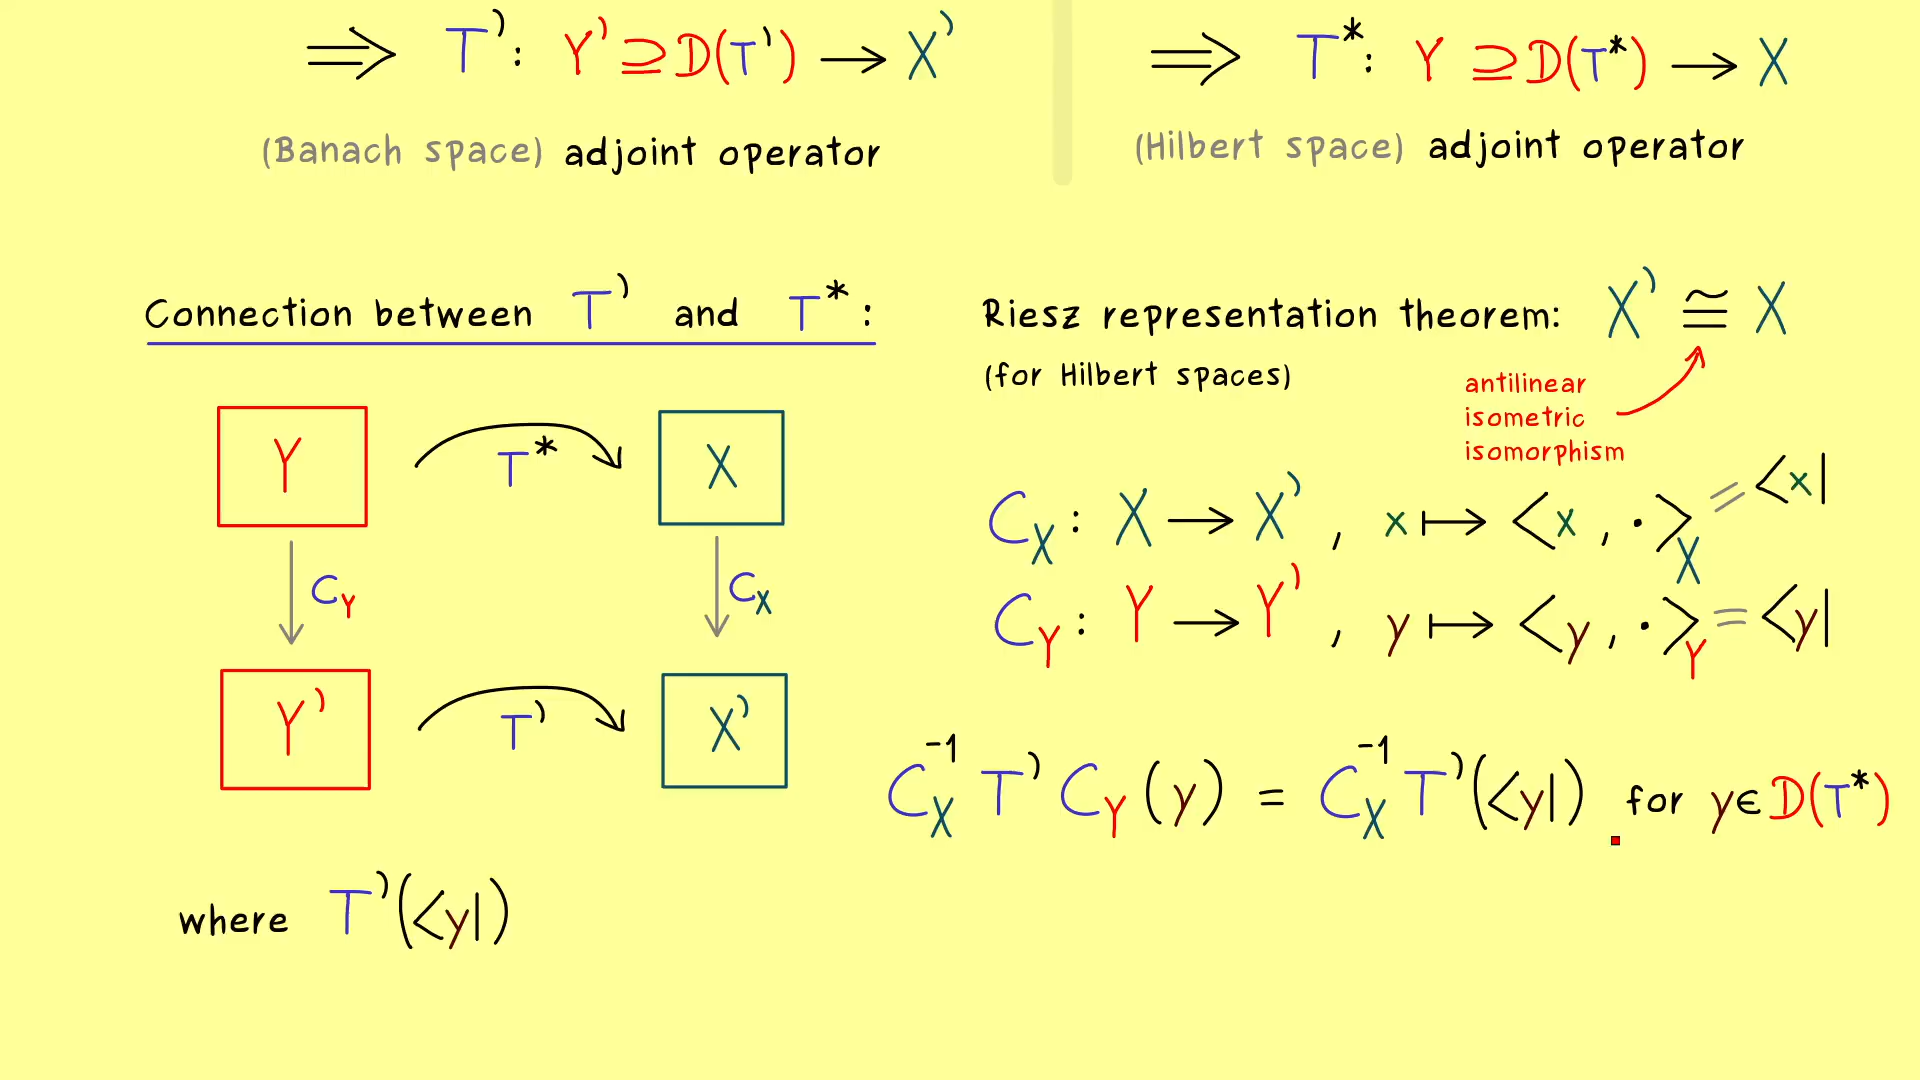 ⟹ T': Y' ⊇ D(T') → X'
(Banach space) adjoint operator
⟹ T*: Y ⊇ D(T*) → X
(Hilbert space) adjoint operator
Connection between T' and T*:
Y T* X
C_Y C_X
Y' T' X'
Riesz representation theorem: X' ≅ X
(for Hilbert spaces)
antilinear
isometric
isomorphism
C_X: X → X' , x ↦ <x, ·>_X = <x|
C_Y: Y → Y' , y ↦ <y, ·>_Y = <y|
C_X^-1 T' C_Y (y) = C_X^-1 T'(<y|) for y ∈ D(T*)
where T'(<y|)